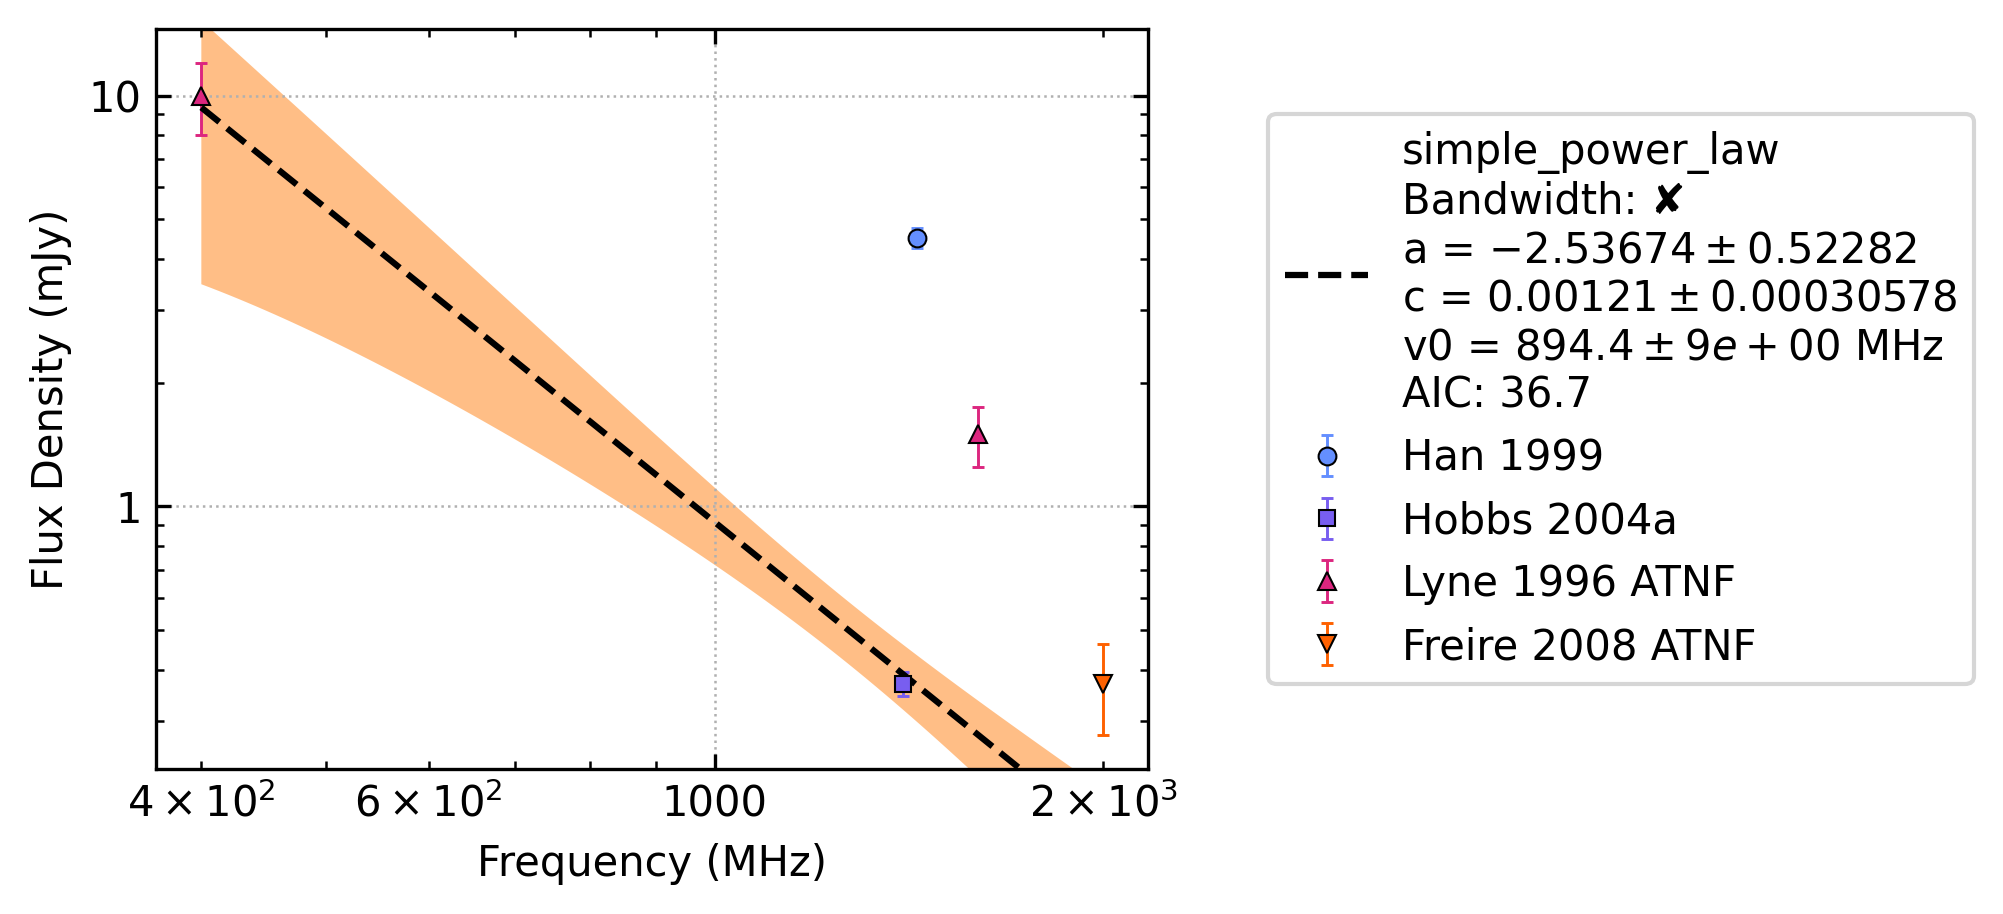 10
1
Flux Density (mJy)
4 × 10²
6 × 10²
1000
2 × 10³
Frequency (MHz)
simple_power_law
Bandwidth: ✘
a = −2.53674 ± 0.52282
c = 0.00121 ± 0.00030578
v0 = 894.4 ± 9e + 00 MHz
AIC: 36.7
Han 1999
Hobbs 2004a
Lyne 1996 ATNF
Freire 2008 ATNF